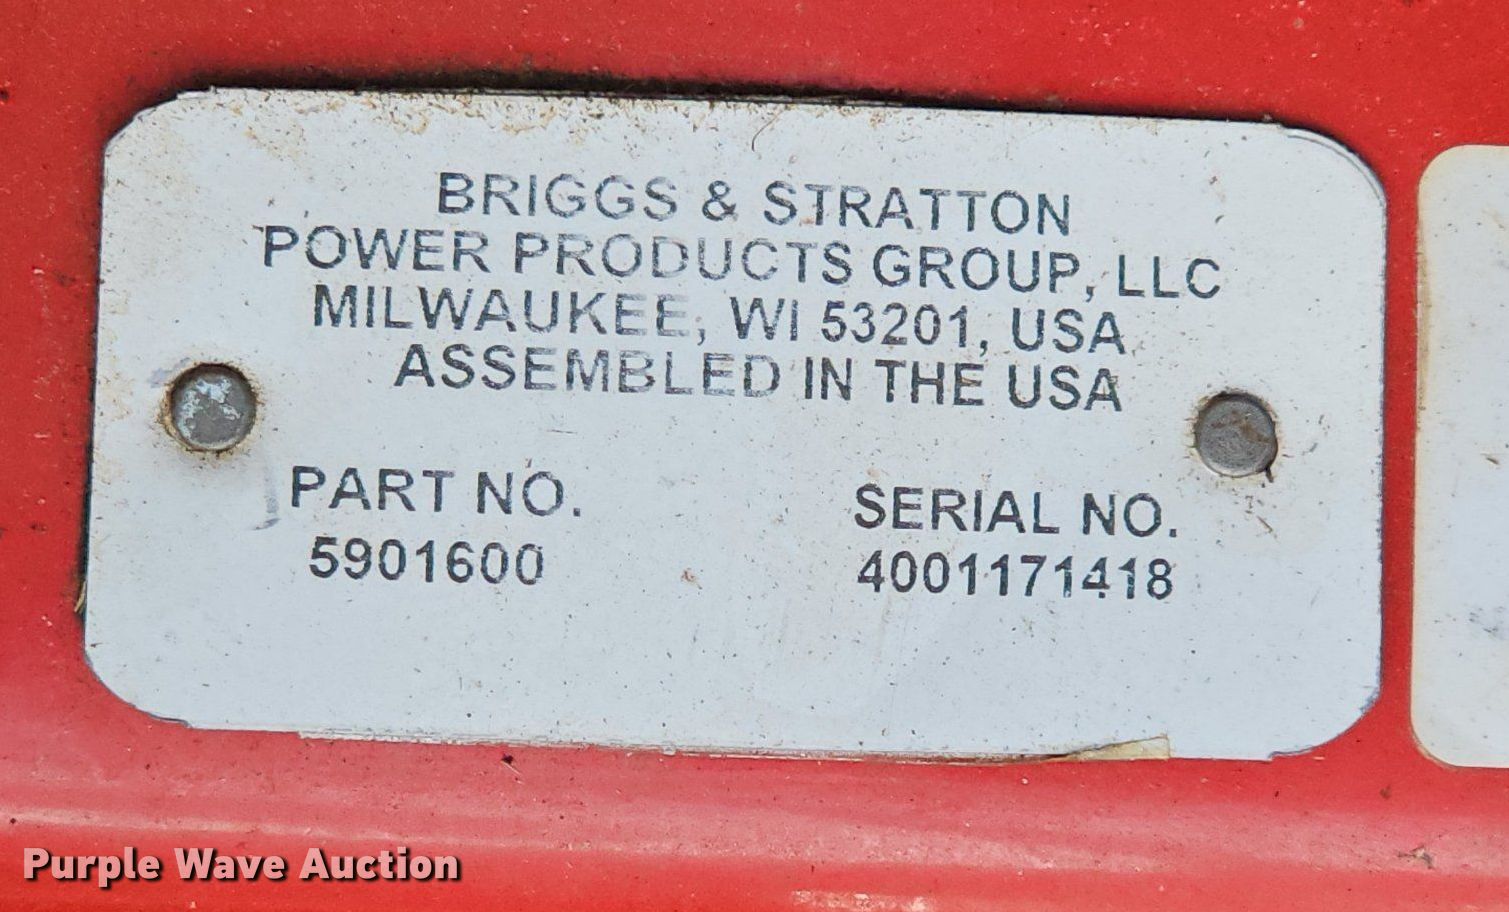 BRIGGS & STRATTON
POWER PRODUCTS GROUP, LLC
MILWAUKEE, WI 53201, USA
ASSEMBLED IN THE USA
PART NO.
5901600
SERIAL NO.
4001171418
Purple Wave Auction